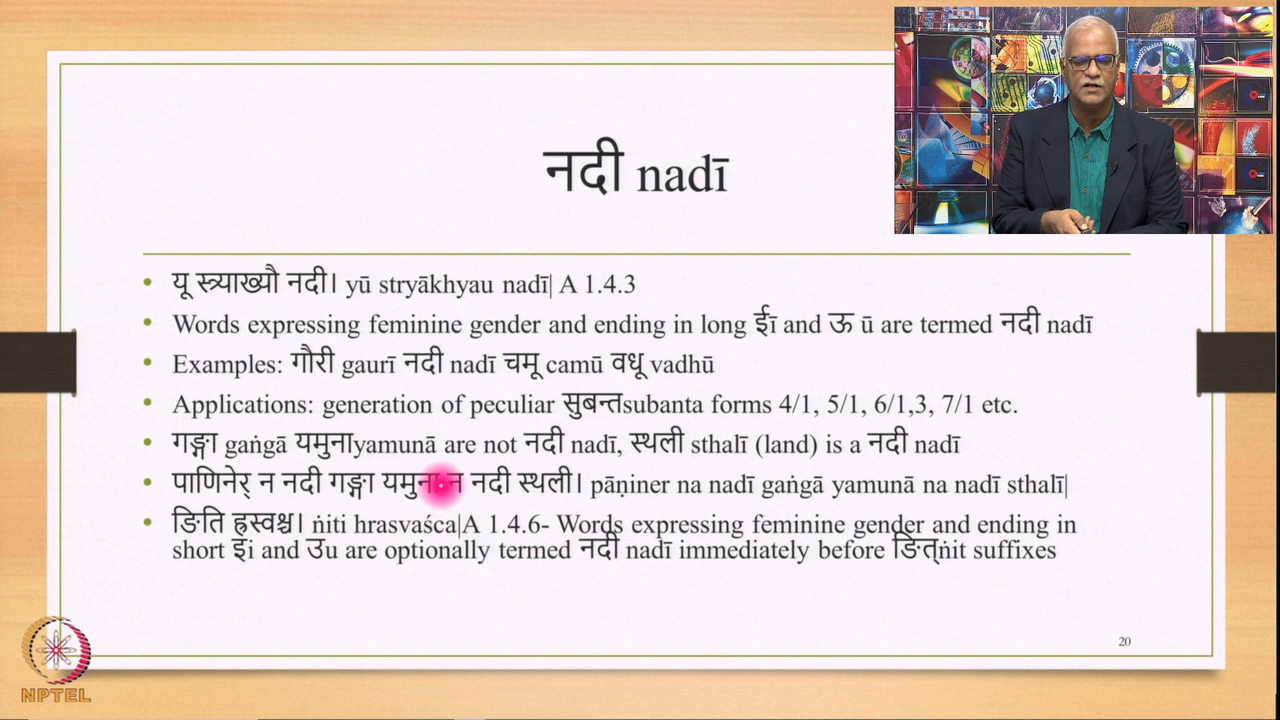 नदी nadī
यू स्त्र्याख्यौ नदी। yū stryākhyau nadī| A 1.4.3
Words expressing feminine gender and ending in long ईī and ऊ ū are termed नदी nadī
Examples: गौरी gaurī नदी nadī चमू camū वधू vadhū
Applications: generation of peculiar सुबन्तsubanta forms 4/1, 5/1, 6/1,3, 7/1 etc.
गङ्गा gaṅgā यमुनाyamunā are not नदी nadī, स्थली sthalī (land) is a नदी nadī
पाणिनेर् न नदी गङ्गा यमुना न नदी स्थली। pāṇiner na nadī gaṅgā yamunā na nadī sthalī|
ङिति ह्रस्वश्च। ṅiti hrasvaśca|A 1.4.6- Words expressing feminine gender and ending in
short इi and उu are optionally termed नदी nadī immediately before ङित्ṅit suffixes
20
NPTEL